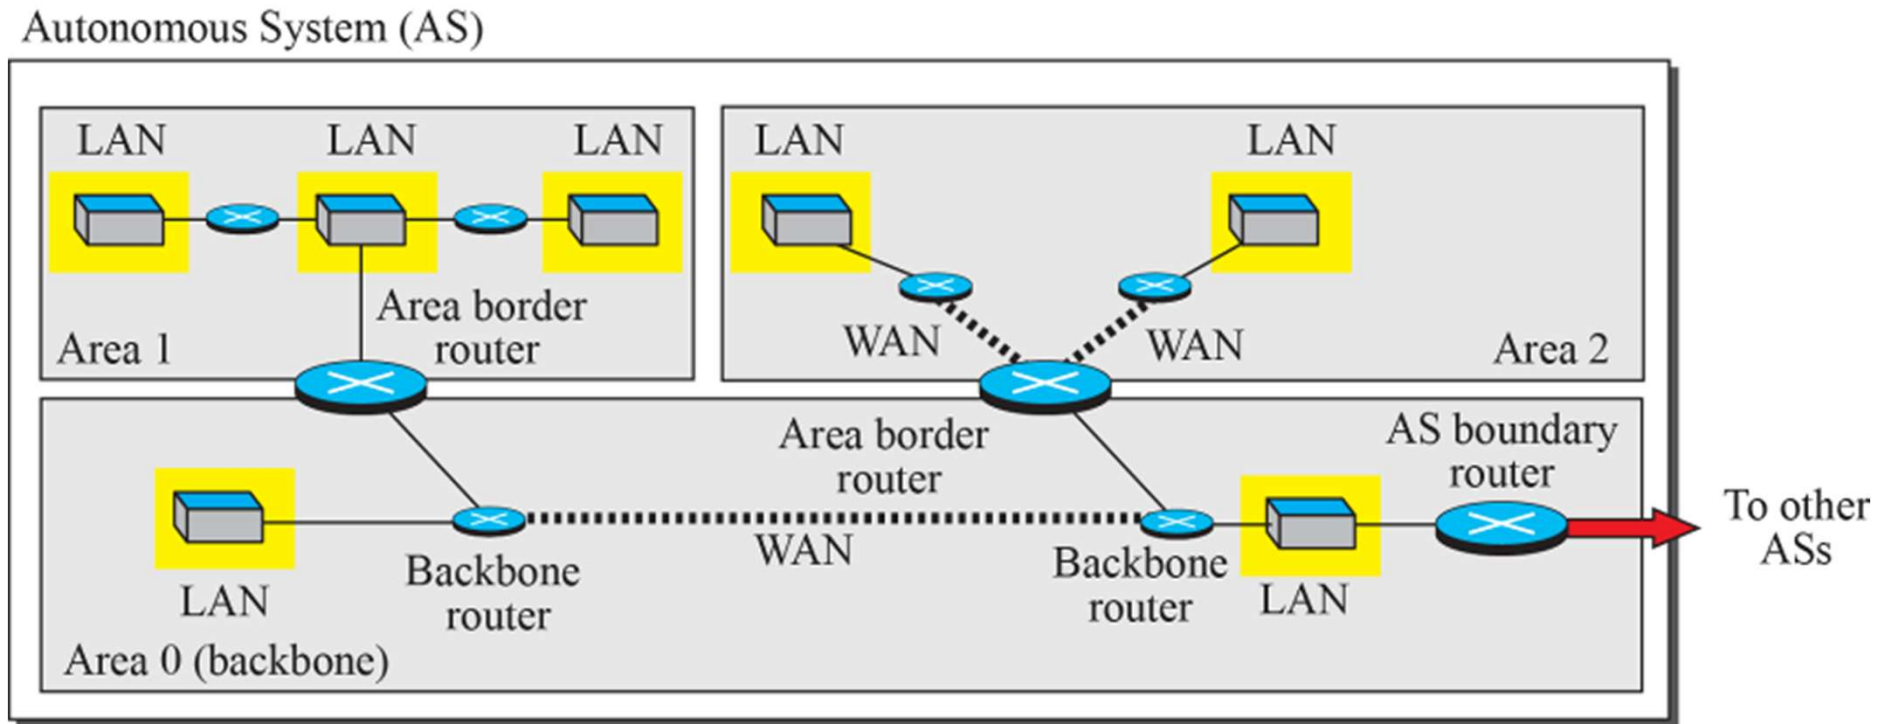 Autonomous System (AS)
LAN
LAN
LAN
Area border
router
Area 1
LAN
LAN
WAN
WAN
Area 2
Area border
router
AS boundary
router
To other
ASs
WAN
Backbone
router
Backbone
router
LAN
LAN
Area 0 (backbone)